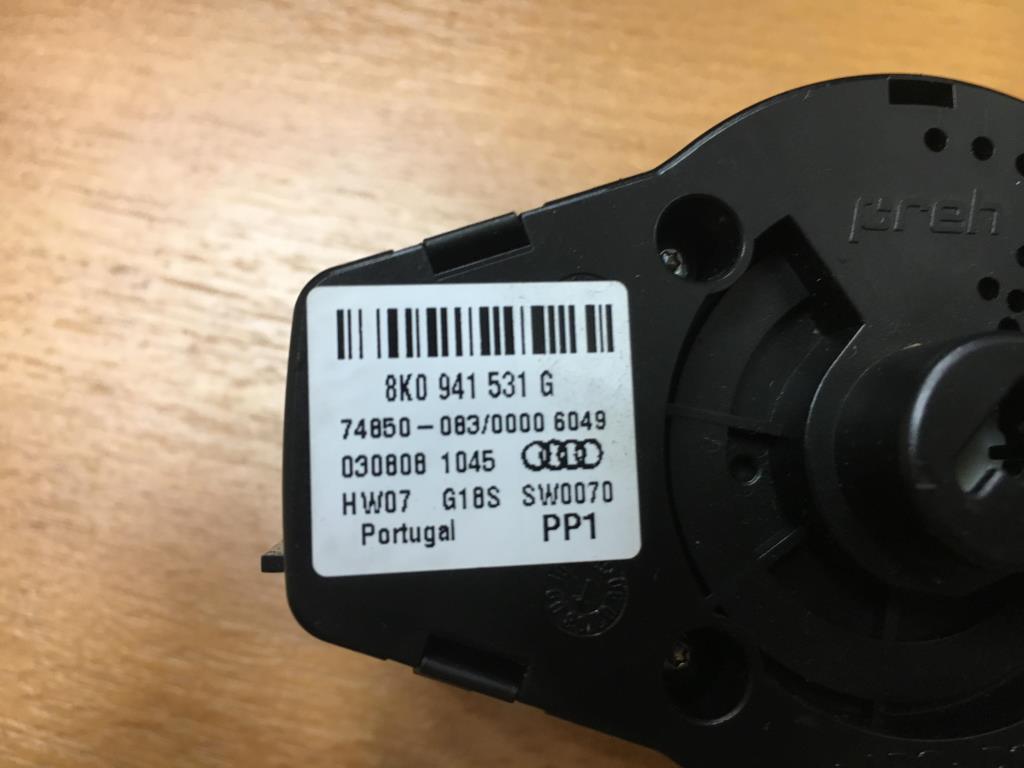 preh
8K0 941 531 G
74850-083/0000 6049
030808 1045
HW07 G18S SW0070
Portugal PP1